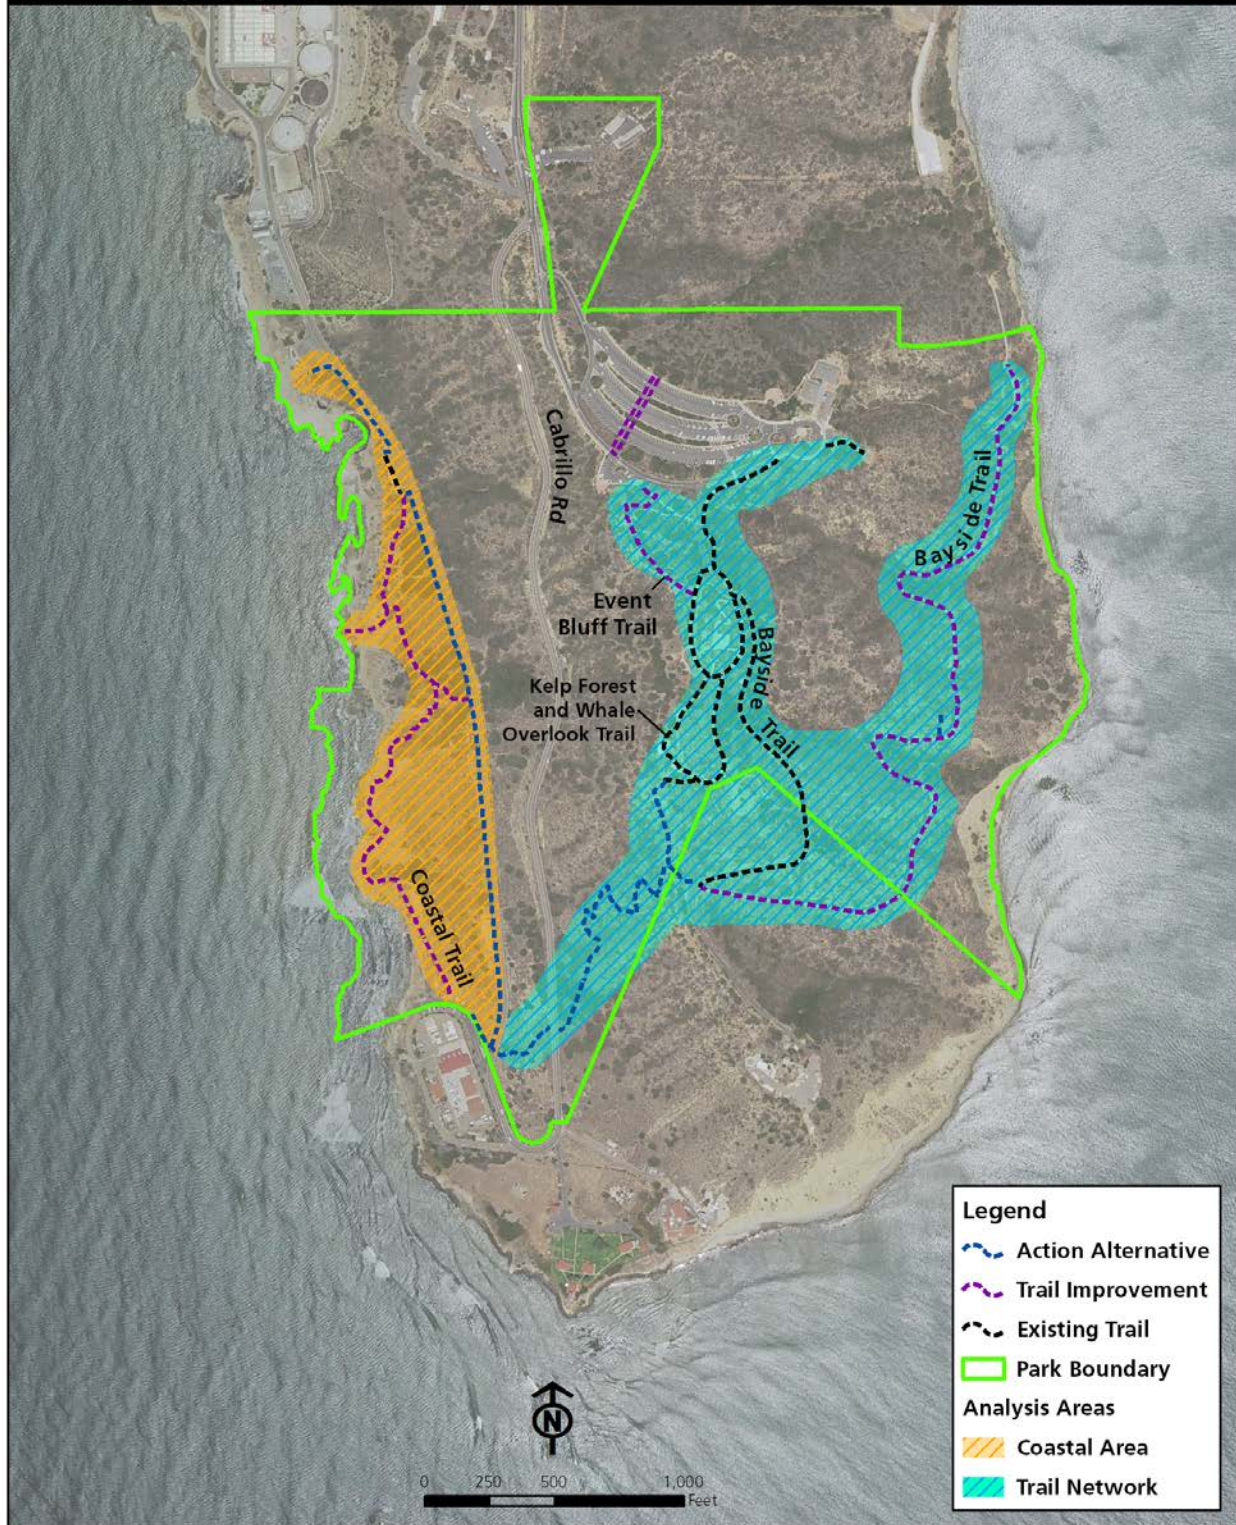 Cabrillo Rd
Bayside Trail
Event
Bluff Trail
Bayside Trail
Kelp Forest
and Whale
Overlook Trail
Coastal Trail
Legend
Action Alternative
Trail Improvement
Existing Trail
Park Boundary
Analysis Areas
Coastal Area
Trail Network
N
0 250 500 1,000
Feet